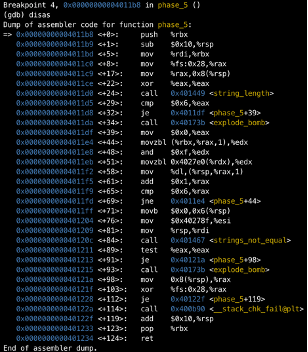 Breakpoint 4, 0x00000000004011b8 in phase_5 ()
(gdb) disas
Dump of assembler code for function phase_5:
=> 0x00000000004011b8 <+0>: push %rbx
0x00000000004011b9 <+1>: sub $0x10,%rsp
0x00000000004011bd <+5>: mov %rdi,%rbx
0x00000000004011c0 <+8>: mov %fs:0x28,%rax
0x00000000004011c9 <+17>: mov %rax,0x8(%rsp)
0x00000000004011ce <+22>: xor %eax,%eax
0x00000000004011d0 <+24>: call 0x401449 <string_length>
0x00000000004011d5 <+29>: cmp $0x6,%eax
0x00000000004011d8 <+32>: je 0x4011df <phase_5+39>
0x00000000004011da <+34>: call 0x40173b <explode_bomb>
0x00000000004011df <+39>: mov $0x0,%eax
0x00000000004011e4 <+44>: movzbl (%rbx,%rax,1),%edx
0x00000000004011e8 <+48>: and $0xf,%edx
0x00000000004011eb <+51>: movzbl 0x4027e0(%rdx),%edx
0x00000000004011f2 <+58>: mov %dl,(%rsp,%rax,1)
0x00000000004011f5 <+61>: add $0x1,%rax
0x00000000004011f9 <+65>: cmp $0x6,%rax
0x00000000004011fd <+69>: jne 0x4011e4 <phase_5+44>
0x00000000004011ff <+71>: movb $0x0,0x6(%rsp)
0x0000000000401204 <+76>: mov $0x40278f,%esi
0x0000000000401209 <+81>: mov %rsp,%rdi
0x000000000040120c <+84>: call 0x401467 <strings_not_equal>
0x0000000000401211 <+89>: test %eax,%eax
0x0000000000401213 <+91>: je 0x40121a <phase_5+98>
0x0000000000401215 <+93>: call 0x40173b <explode_bomb>
0x000000000040121a <+98>: mov 0x8(%rsp),%rax
0x000000000040121f <+103>: xor %fs:0x28,%rax
0x0000000000401228 <+112>: je 0x40122f <phase_5+119>
0x000000000040122a <+114>: call 0x400b90 <__stack_chk_fail@plt>
0x000000000040122f <+119>: add $0x10,%rsp
0x0000000000401233 <+123>: pop %rbx
0x0000000000401234 <+124>: ret
End of assembler dump.